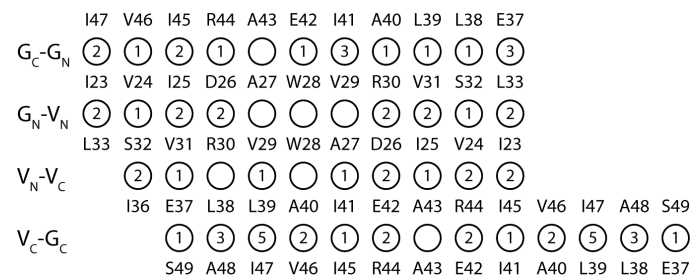 I47 V46 I45 R44 A43 E42 I41 A40 L39 L38 E37
G_C-G_N 2 1 2 1 1 3 1 1 1 3
I23 V24 I25 D26 A27 W28 V29 R30 V31 S32 L33
G_N-V_N 2 1 2 2 2 2 1 2
L33 S32 V31 R30 V29 W28 A27 D26 I25 V24 I23
V_N-V_C 2 1 1 1 2 1 2 2
I36 E37 L38 L39 A40 I41 E42 A43 R44 I45 V46 I47 A48 S49
V_C-G_C 1 3 5 2 1 2 2 1 2 5 3 1
S49 A48 I47 V46 I45 R44 A43 E42 I41 A40 L39 L38 E37